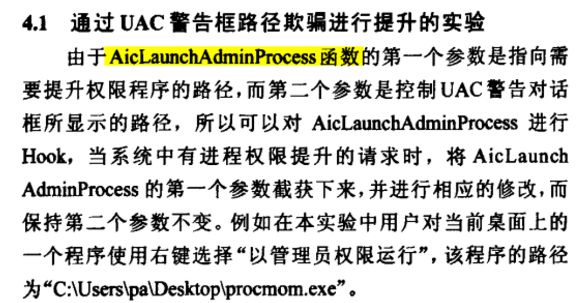 4.1 通过 UAC 警告框路径欺骗进行提升的实验
由于 AicLaunchAdminProcess 函数的第一个参数是指向需
要提升权限程序的路径,而第二个参数是控制 UAC 警告对话
框所显示的路径，所以可以对 AicLaunchAdminProcess 进行
Hook，当系统中有进程权限提升的请求时，将 AicLaunch
AdminProcess 的第一个参数截获下来,并进行相应的修改,而
保持第二个参数不变。例如在本实验中用户对当前桌面上的
一个程序使用右键选择“以管理员权限运行”,该程序的路径
为“C:\Users\pa\Desktop\procmom.exe”。